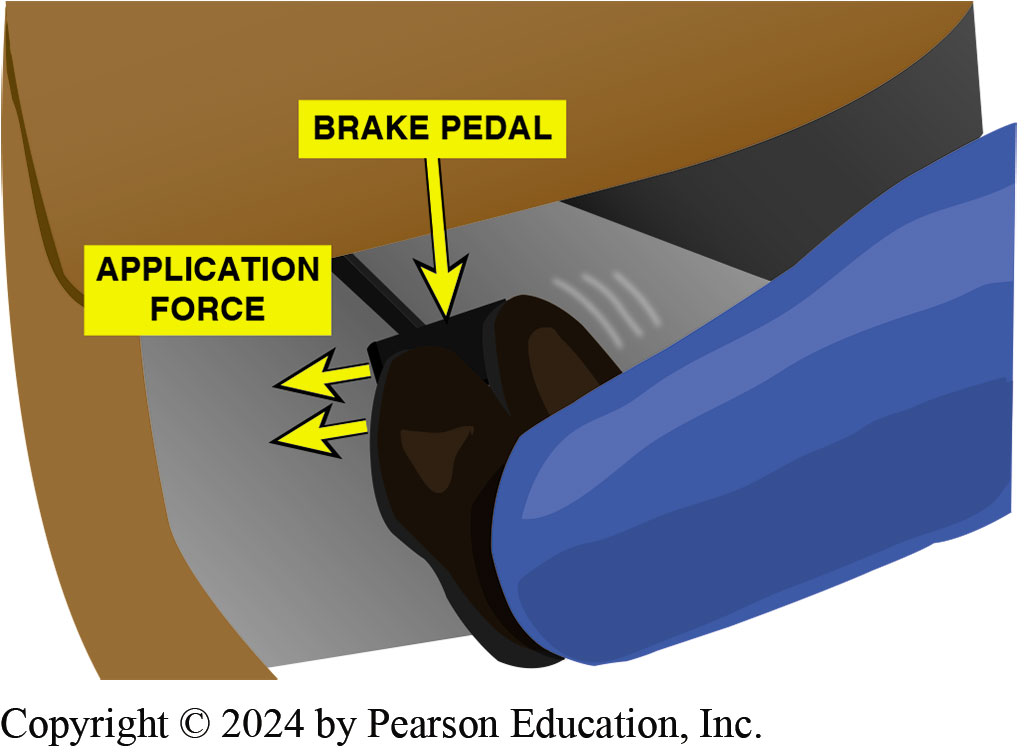 BRAKE PEDAL
APPLICATION
FORCE
Copyright © 2024 by Pearson Education, Inc.